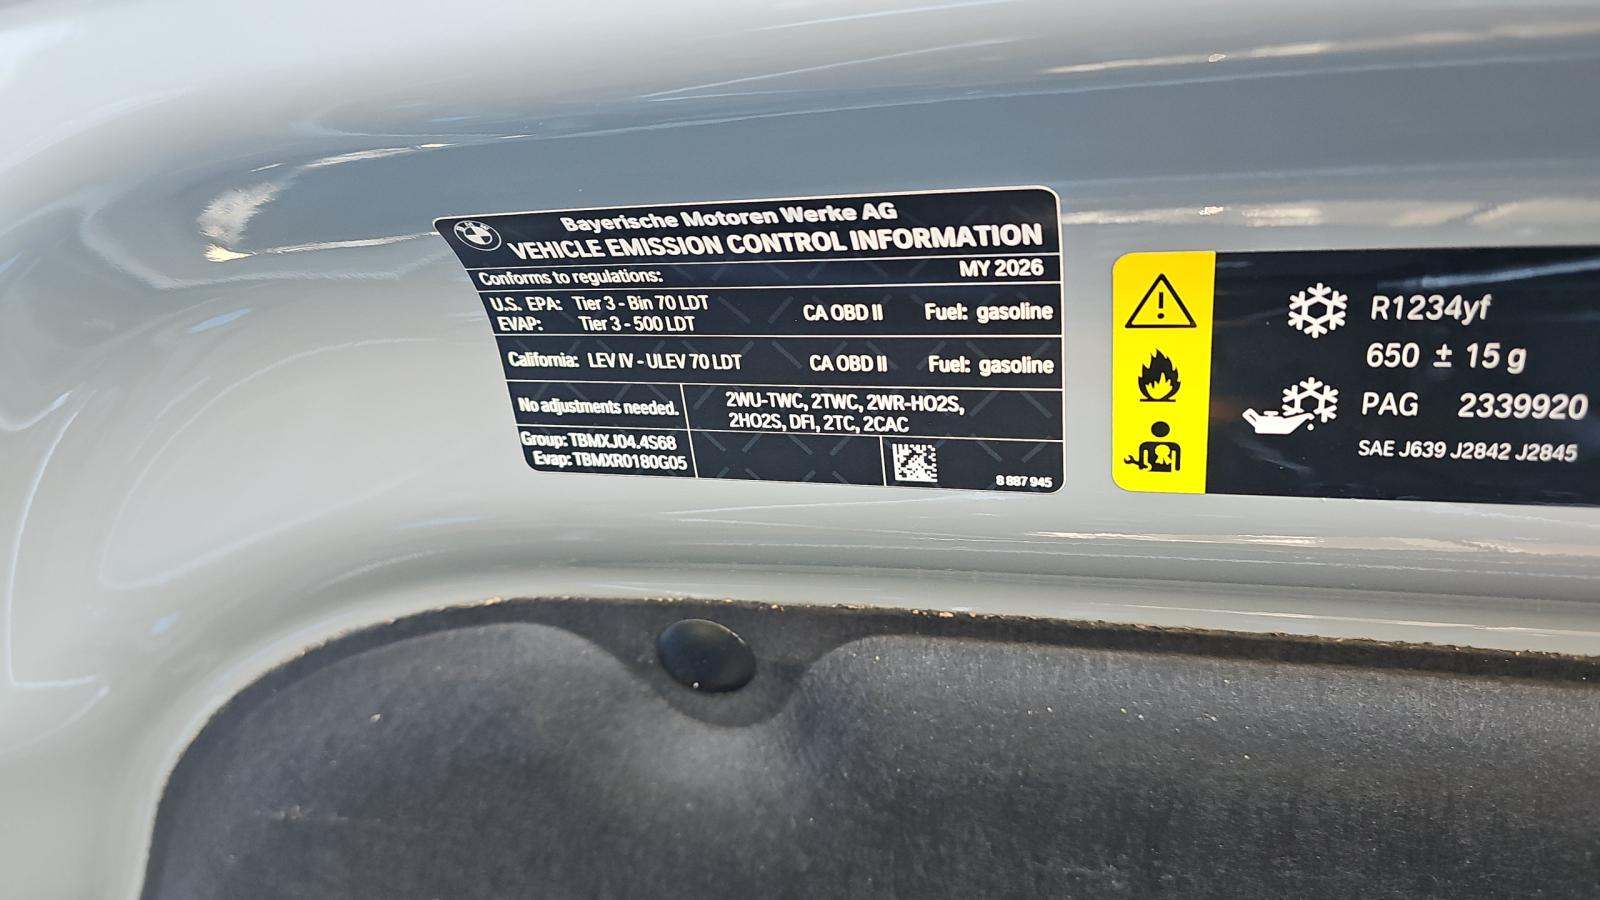 BMW
Bayerische Motoren Werke AG
VEHICLE EMISSION CONTROL INFORMATION
Conforms to regulations: MY 2026
U.S. EPA: Tier 3 - Bin 70 LDT
EVAP: Tier 3 - 500 LDT
CA OBD II Fuel: gasoline
California: LEV IV - ULEV 70 LDT CA OBD II Fuel: gasoline
No adjustments needed.
2WU-TWC, 2TWC, 2WR-HO2S,
2HO2S, DFI, 2TC, 2CAC
Group: TBMXJ04.4S68
Evap: TBMXR0180G05
8 887 945
R1234yf
650 ± 15 g
PAG 2339920
SAE J639 J2842 J2845